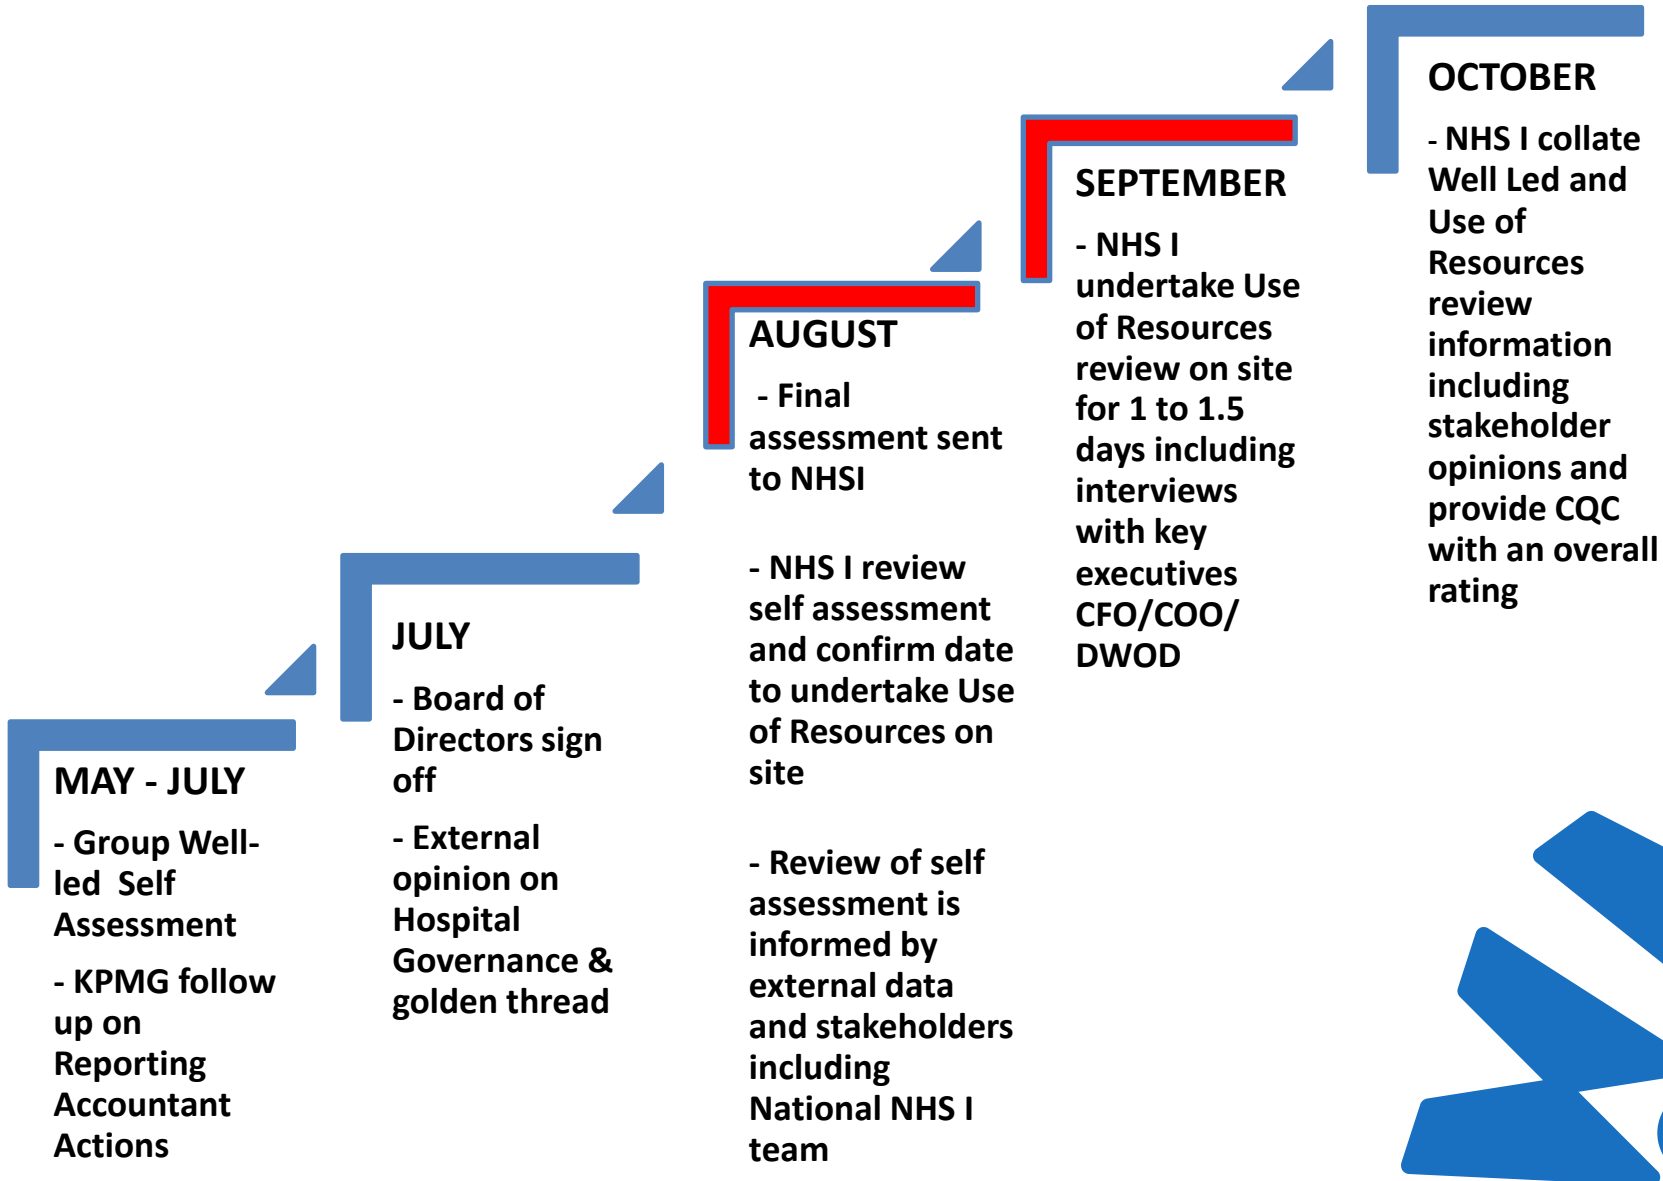 MAY - JULY
- Group Well-
led  Self
Assessment
- KPMG follow
up on
Reporting
Accountant
Actions
JULY
- Board of
Directors sign
off
- External
opinion on
Hospital
Governance &
golden thread
AUGUST
- Final
assessment sent
to NHSI
- NHS I review
self assessment
and confirm date
to undertake Use
of Resources on
site
- Review of self
assessment is
informed by
external data
and stakeholders
including
National NHS I
team
SEPTEMBER
- NHS I
undertake Use
of Resources
review on site
for 1 to 1.5
days including
interviews
with key
executives
CFO/COO/
DWOD
OCTOBER
- NHS I collate
Well Led and
Use of
Resources
review
information
including
stakeholder
opinions and
provide CQC
with an overall
rating